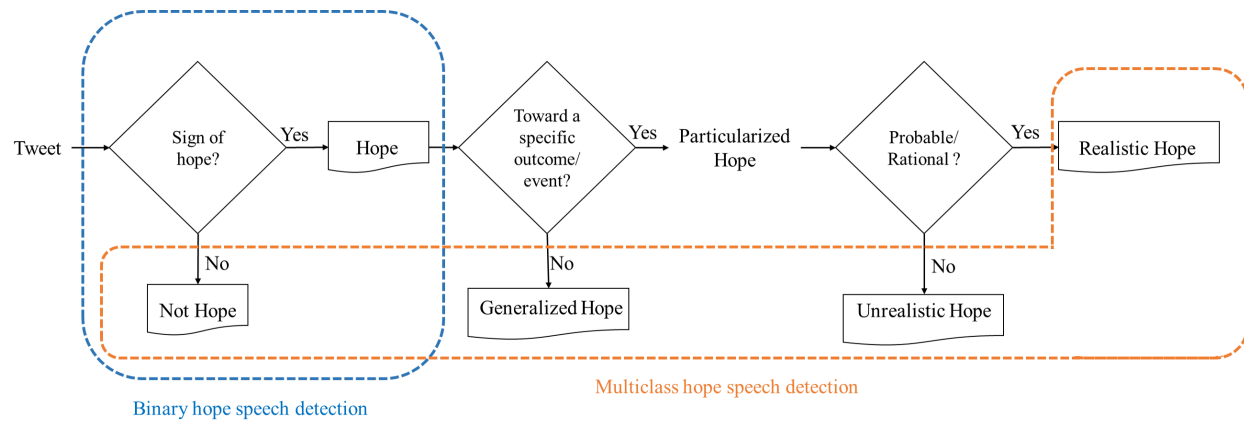 Tweet
Sign of
hope?
Yes
Hope
Toward a
specific
outcome/
event?
Yes
Particularized
Hope
Probable/
Rational ?
Yes
Realistic Hope
No
Not Hope
No
Generalized Hope
No
Unrealistic Hope
Binary hope speech detection
Multiclass hope speech detection